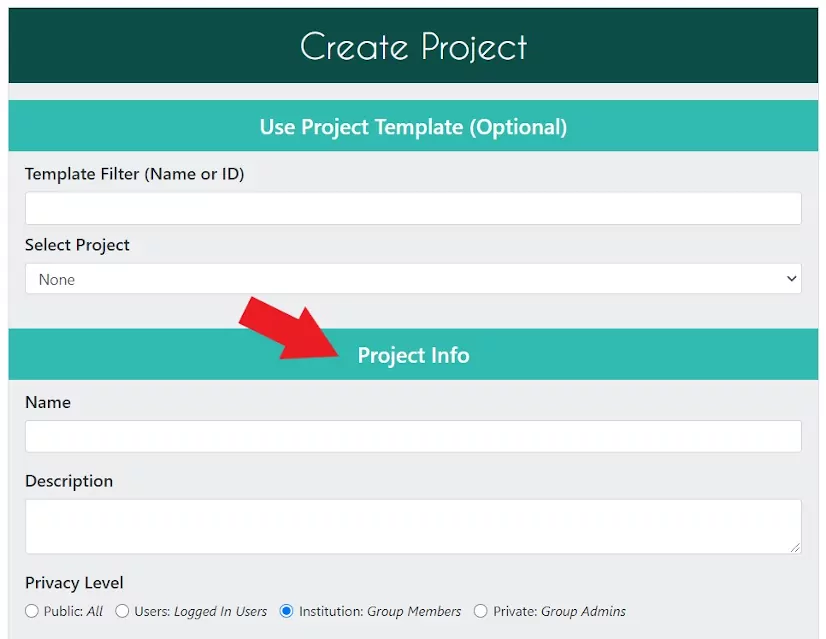 Create Project
Use Project Template (Optional)
Template Filter (Name or ID)
Select Project
None
Project Info
Name
Description
Privacy Level
Public: All Users: Logged In Users Institution: Group Members Private: Group Admins